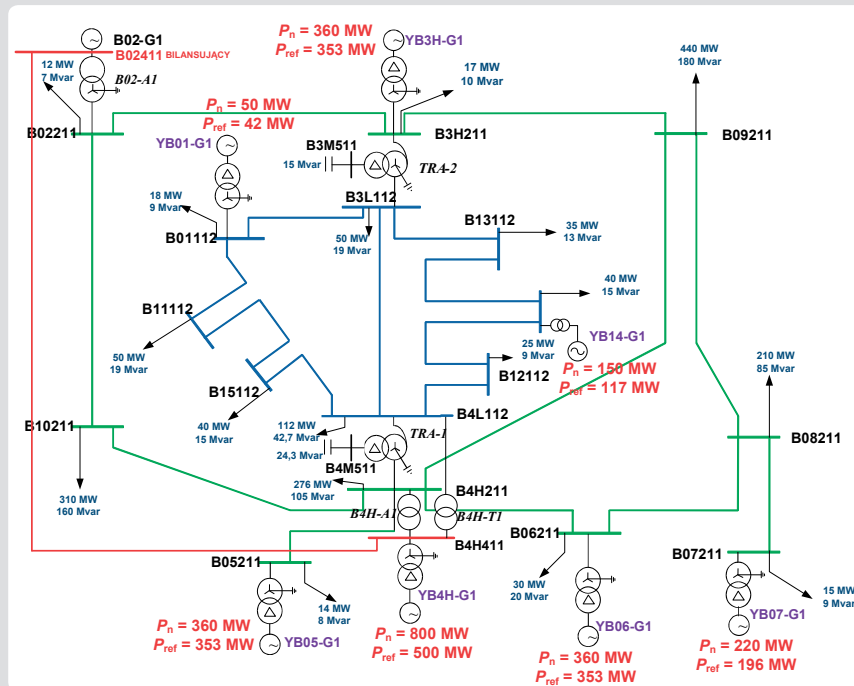 B02-G1
B02411 BILANSUJĄCY
12 MW
7 Mvar
B02-A1
B02211
Pn = 360 MW
Pref = 353 MW
YB3H-G1
17 MW
10 Mvar
B3H211
440 MW
180 Mvar
B09211
Pn = 50 MW
Pref = 42 MW
YB01-G1
B3M511
15 Mvar
TRA-2
18 MW
9 Mvar
B01112
B3L112
50 MW
19 Mvar
B13112
35 MW
13 Mvar
B11112
50 MW
19 Mvar
40 MW
15 Mvar
YB14-G1
Pn = 150 MW
Pref = 117 MW
25 MW
9 Mvar
B12112
B15112
40 MW
15 Mvar
B10211
310 MW
160 Mvar
112 MW
42,7 Mvar
24,3 Mvar
TRA-1
B4L112
B4M511
276 MW
105 Mvar
B4H211
B4H-A1
B4H-T1
B4H411
210 MW
85 Mvar
B08211
B06211
30 MW
20 Mvar
B07211
15 MW
9 Mvar
B05211
14 MW
8 Mvar
YB05-G1
Pn = 360 MW
Pref = 353 MW
YB4H-G1
Pn = 800 MW
Pref = 500 MW
YB06-G1
Pn = 360 MW
Pref = 353 MW
YB07-G1
Pn = 220 MW
Pref = 196 MW